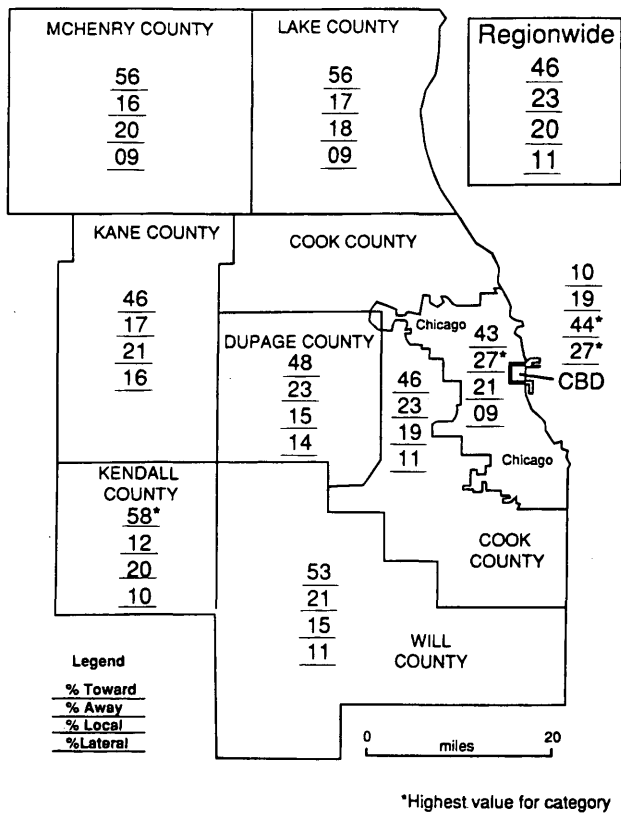 MCHENRY COUNTY
56
16
20
09
LAKE COUNTY
56
17
18
09
Regionwide
46
23
20
11
KANE COUNTY
46
17
21
16
COOK COUNTY
DUPAGE COUNTY
48
23
15
14
46
23
19
11
Chicago
43
27*
21
09
10
19
44*
27*
CBD
Chicago
KENDALL
COUNTY
58*
12
20
10
COOK
COUNTY
53
21
15
11
WILL
COUNTY
Legend
% Toward
% Away
% Local
%Lateral
0 20
miles
*Highest value for category